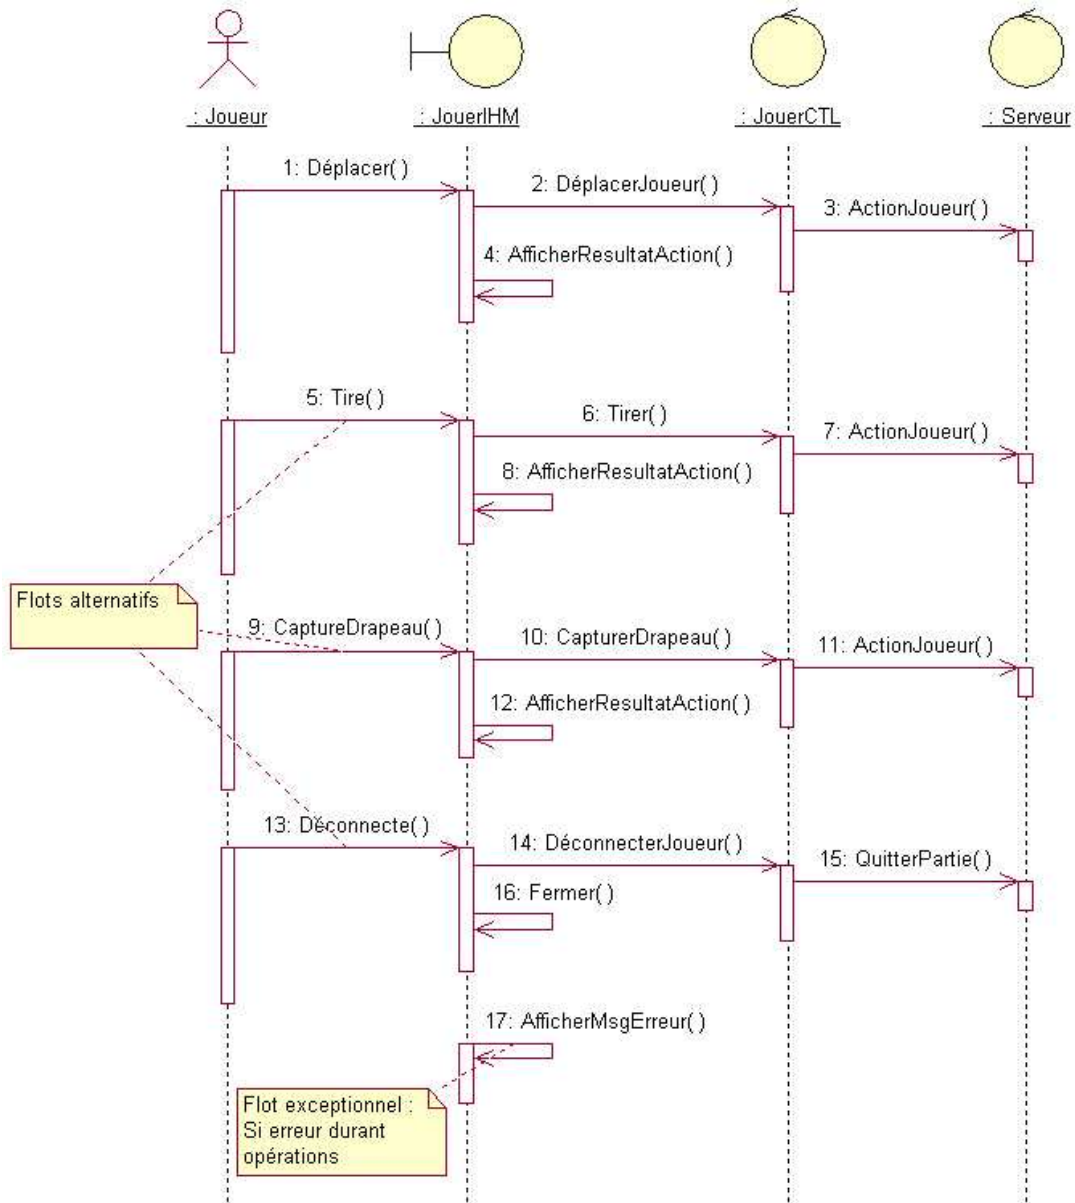 : Joueur
: JouerIHM
: JouerCTL
: Serveur
1: Déplacer( )
2: DéplacerJoueur( )
3: ActionJoueur( )
4: AfficherResultatAction( )
5: Tire( )
6: Tirer( )
7: ActionJoueur( )
8: AfficherResultatAction( )
Flots alternatifs
9: CaptureDrapeau( )
10: CapturerDrapeau( )
11: ActionJoueur( )
12: AfficherResultatAction( )
13: Déconnecte( )
14: DéconnecterJoueur( )
15: QuitterPartie( )
16: Fermer( )
17: AfficherMsgErreur( )
Flot exceptionnel :
Si erreur durant
opérations